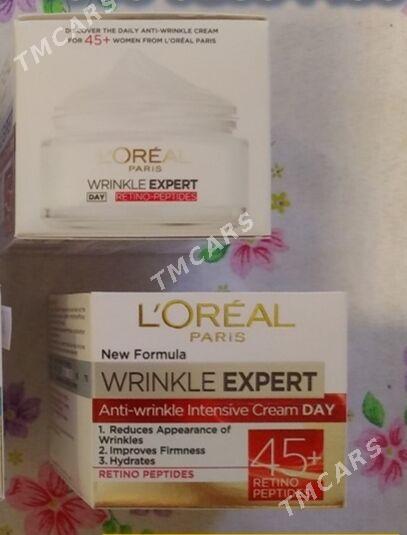 DISCOVER THE DAILY ANTI-WRINKLE CREAM
FOR 45+ WOMEN FROM L'ORÉAL PARIS
L'ORÉAL
PARIS
WRINKLE EXPERT
DAY RETINO-PEPTIDES
L'ORÉAL
PARIS
New Formula
WRINKLE EXPERT
Anti-wrinkle Intensive Cream DAY
1. Reduces Appearance of
Wrinkles
2. Improves Firmness
3. Hydrates
RETINO PEPTIDES
45+
RETINO
PEPTIDES
TMCARS
TMCARS
TMCARS
TMCARS